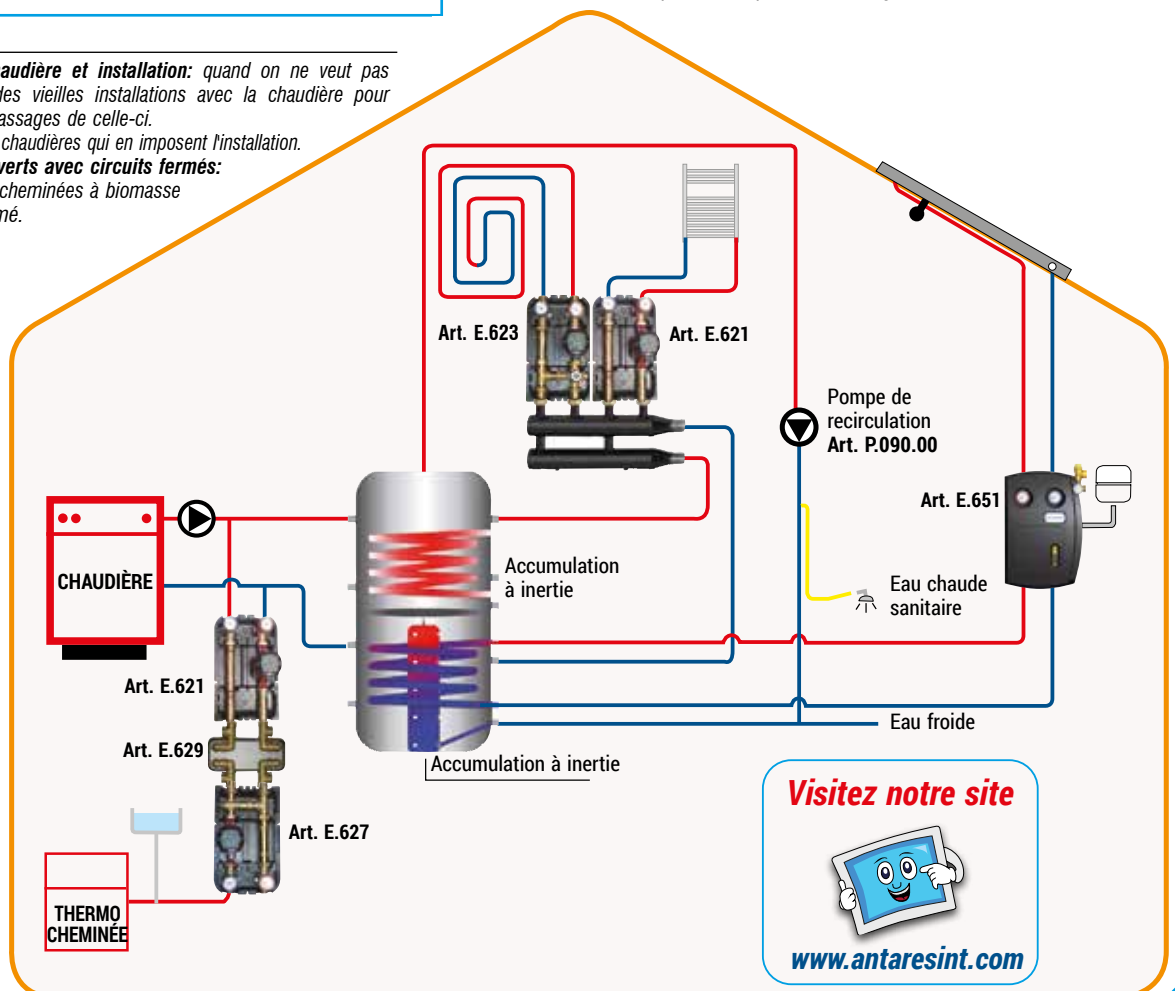 audière et installation: quand on ne veut pas
des vieilles installations avec la chaudière pour
assages de celle-ci.
chaudières qui en imposent l'installation.
verts avec circuits fermés:
cheminées à biomasse
mé.
Art. E.623
Art. E.621
Pompe de
recirculation
Art. P.090.00
Art. E.651
CHAUDIÈRE
Accumulation
à inertie
Eau chaude
sanitaire
Art. E.621
Art. E.629
Eau froide
Accumulation à inertie
Art. E.627
THERMO
CHEMINÉE
Visitez notre site
www.antaresint.com